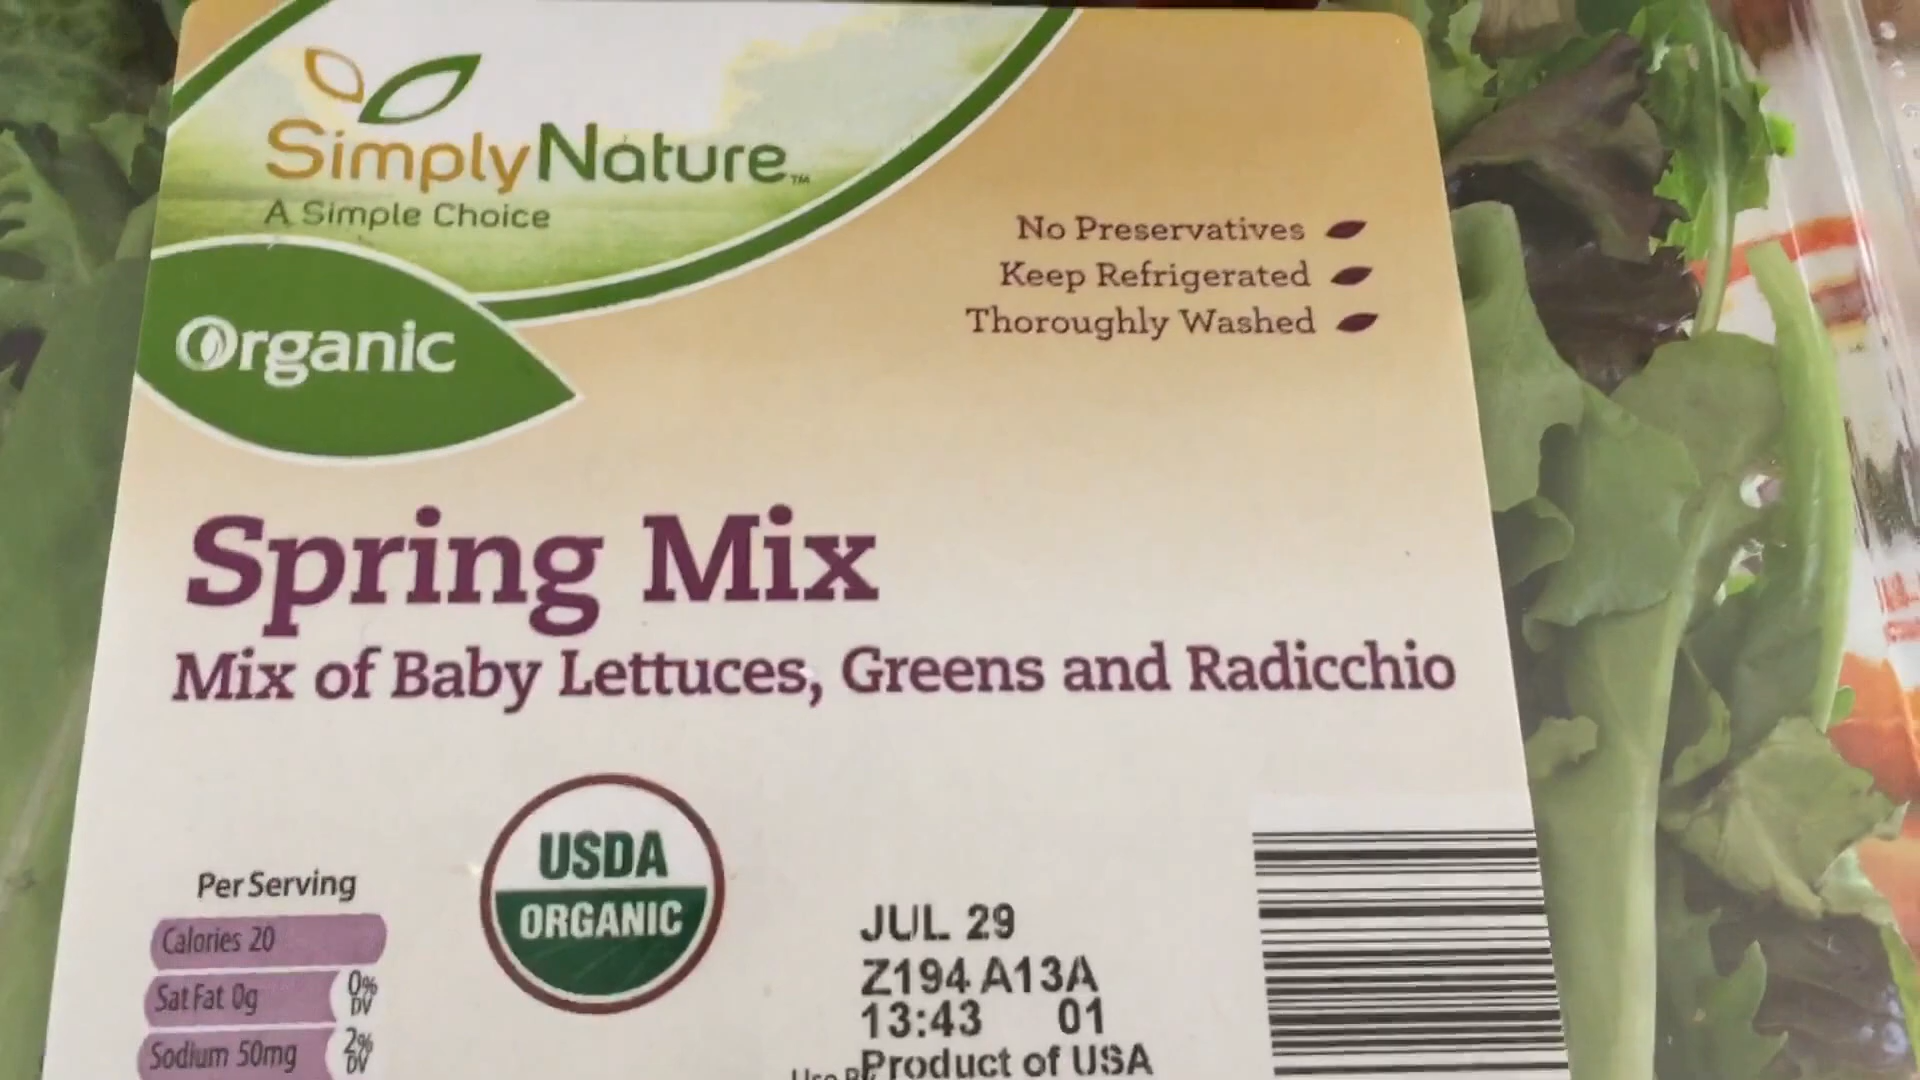 SimplyNature™
A Simple Choice
Organic
No Preservatives
Keep Refrigerated
Thoroughly Washed
Spring Mix
Mix of Baby Lettuces, Greens and Radicchio
USDA
ORGANIC
Per Serving
Calories 20
Sat Fat 0g 0% DV
Sodium 50mg 2% DV
JUL 29
Z194 A13A
13:43 01
Product of USA